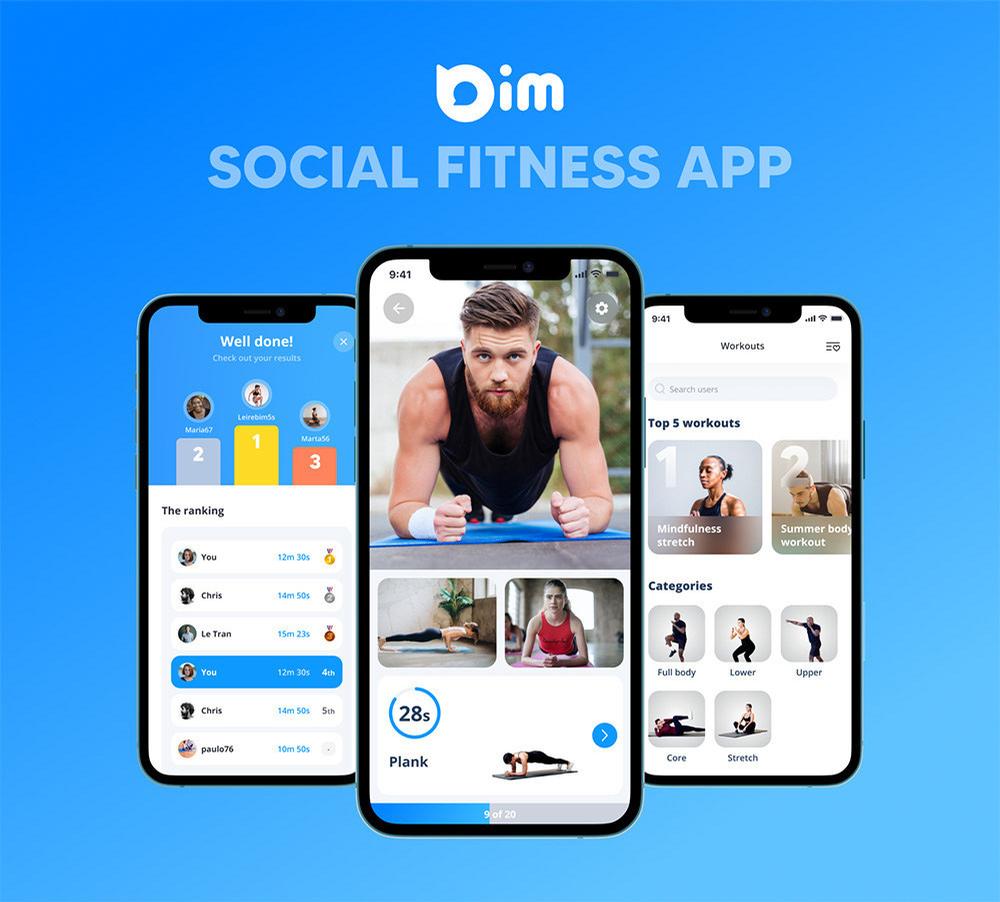 bim
SOCIAL FITNESS APP
Well done!
Check out your results
Leirebim5s
Maria67
Marta56
1
2
3
The ranking
You 12m 30s 1
Chris 14m 50s 2
Le Tran 15m 23s 3
You 12m 30s 4th
Chris 14m 50s 5th
paulo76 10m 50s -
9:41
28s
Plank
9 of 20
9:41
Workouts
Search users
Top 5 workouts
1
Mindfulness
stretch
2
Summer body
workout
Categories
Full body
Lower
Upper
Core
Stretch